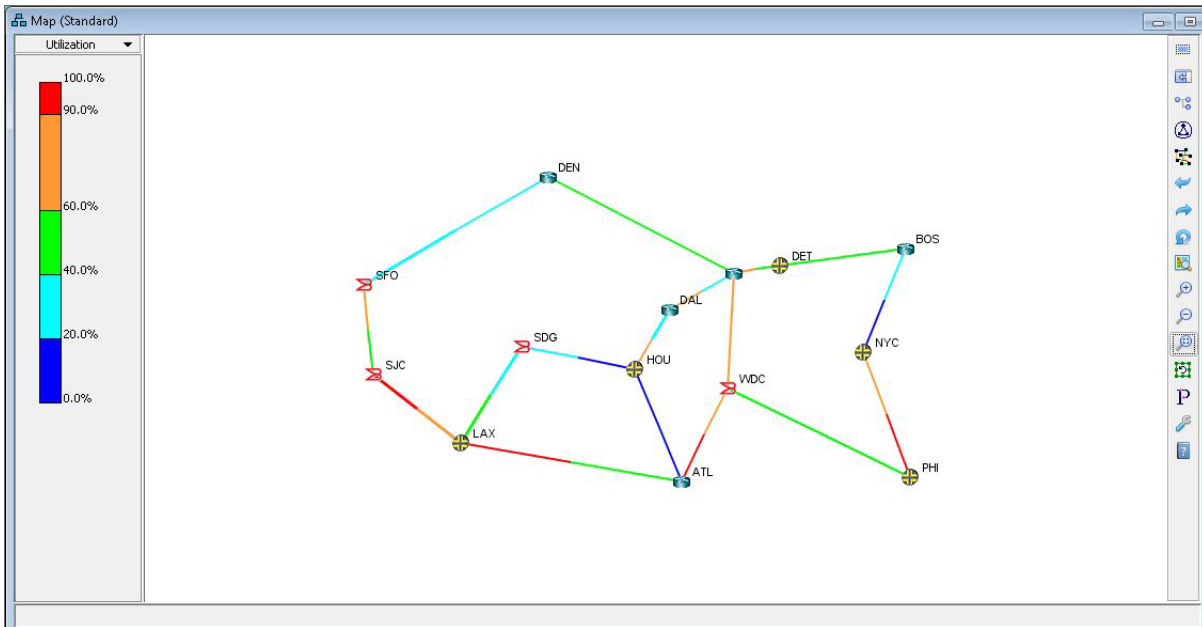 Map (Standard)
Utilization
100.0%
90.0%
60.0%
40.0%
20.0%
0.0%
DEN
BOS
DET
SFO
DAL
SDG
HOU
NYC
SJC
WDC
LAX
ATL
PHI
P
?